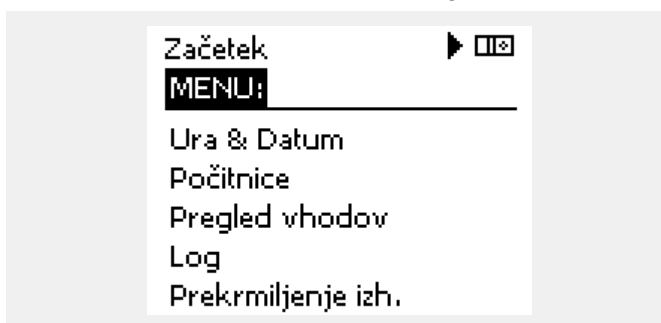 Začetek
MENU:
Ura & Datum
Počitnice
Pregled vhodov
Log
Prekrmiljenje izh.